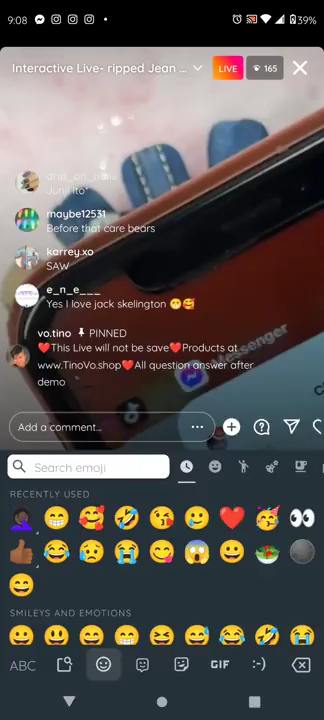 9:08
39%
Interactive Live- ripped Jean ...
LIVE
165
Junji Ito*
maybe12531
Before that care bears
karrey.xo
SAW
e_n_e___
Yes I love jack skelington 😁🥰
vo.tino PINNED
❤️This Live will not be save❤️Products at
www.TinoVo.shop❤️All question answer after
demo
Messenger
Add a comment...
Search emoji
RECENTLY USED
SMILEYS AND EMOTIONS
ABC
GIF
:-)